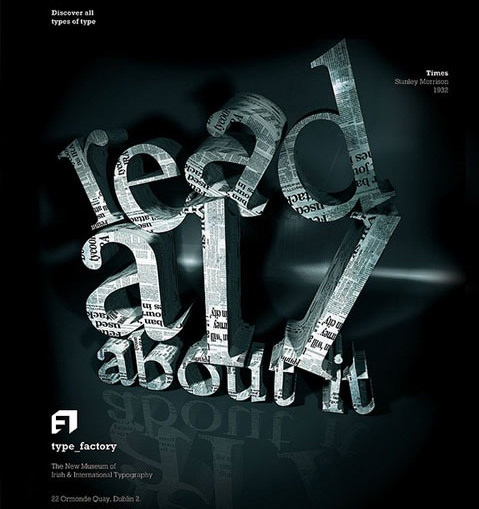 Discover all
types of type
Times
Stanley Morrison
1932
read
all
about it
type_factory
The New Museum of
Irish & International Typography
22 Ormonde Quay. Dublin 2.